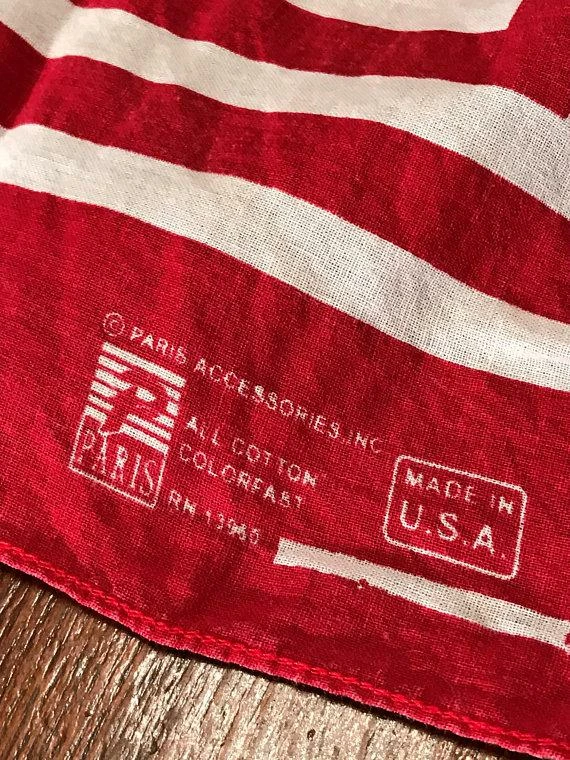 © PARIS ACCESSORIES, INC.
P
PARIS
ALL COTTON
COLORFAST
RN 13960
MADE IN
U.S.A.